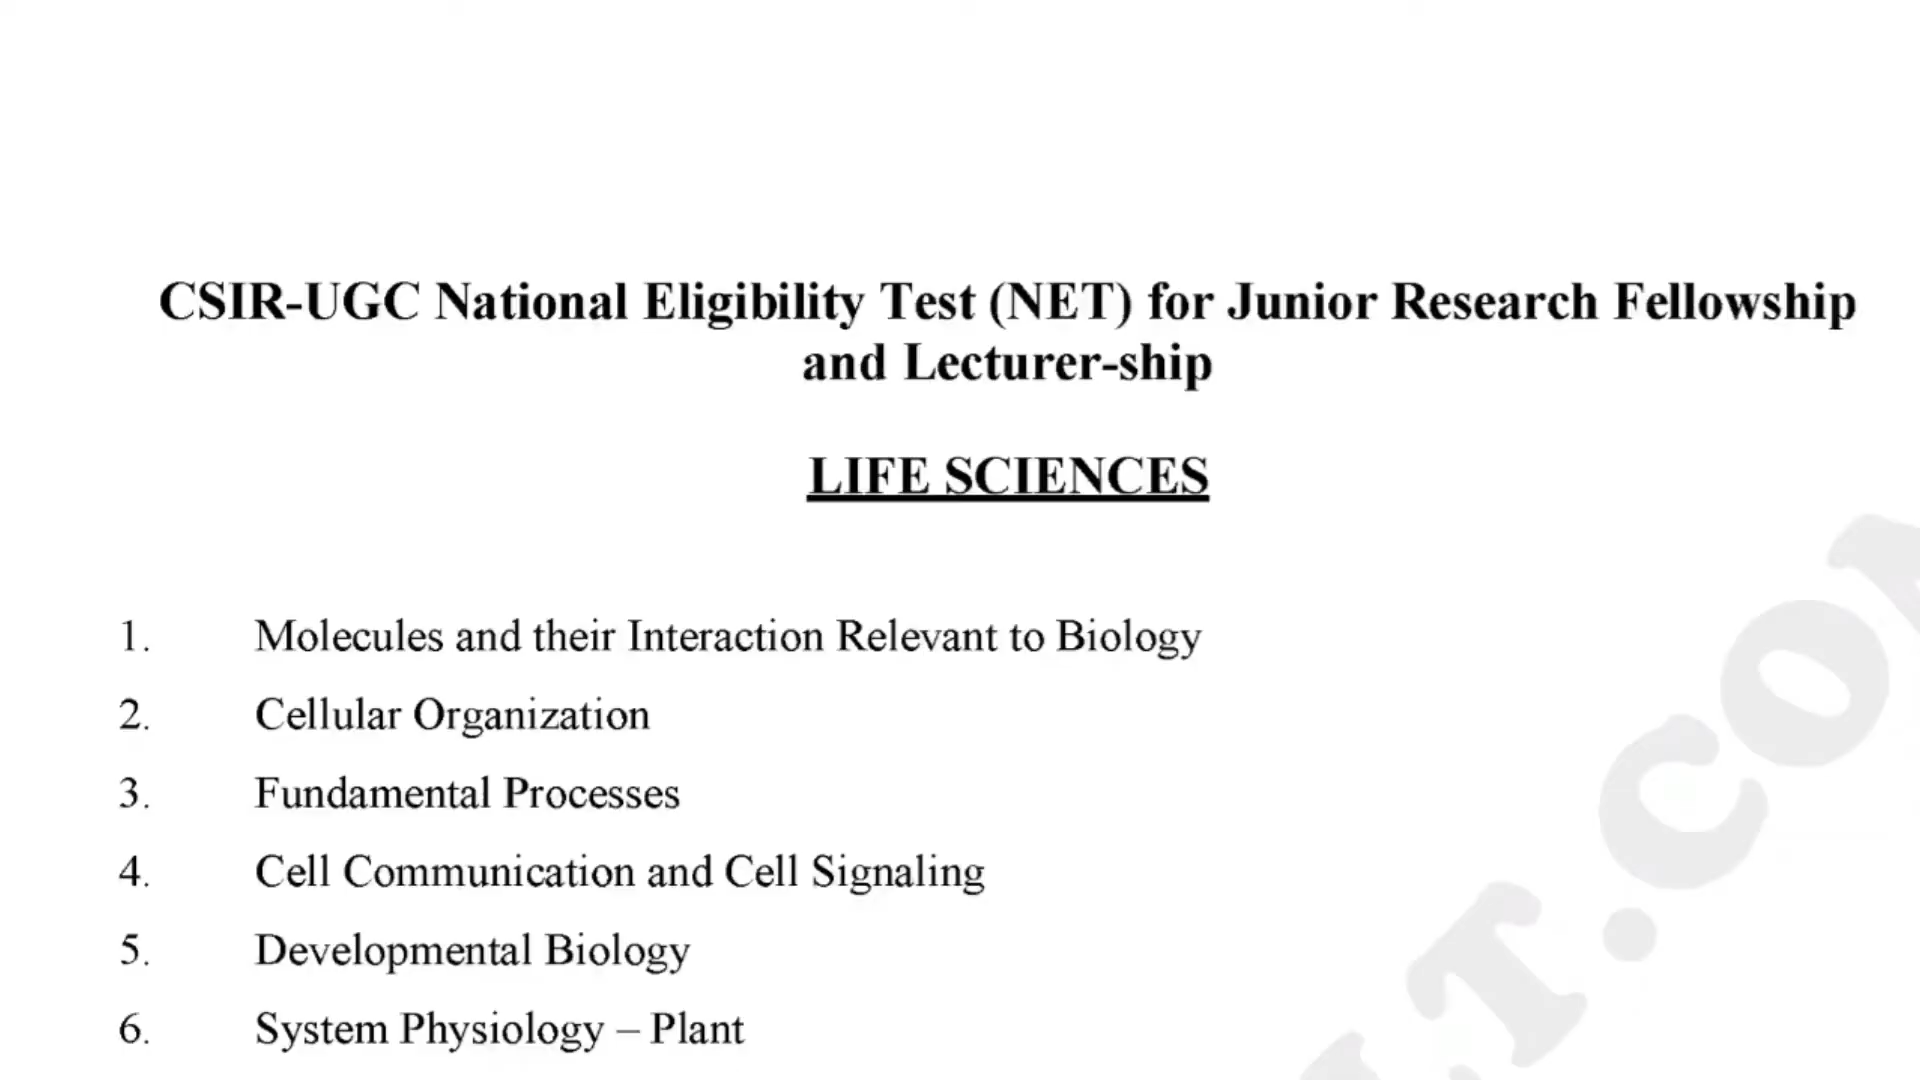 CSIR-UGC National Eligibility Test (NET) for Junior Research Fellowship
and Lecturer-ship
LIFE SCIENCES
1. Molecules and their Interaction Relevant to Biology
2. Cellular Organization
3. Fundamental Processes
4. Cell Communication and Cell Signaling
5. Developmental Biology
6. System Physiology – Plant